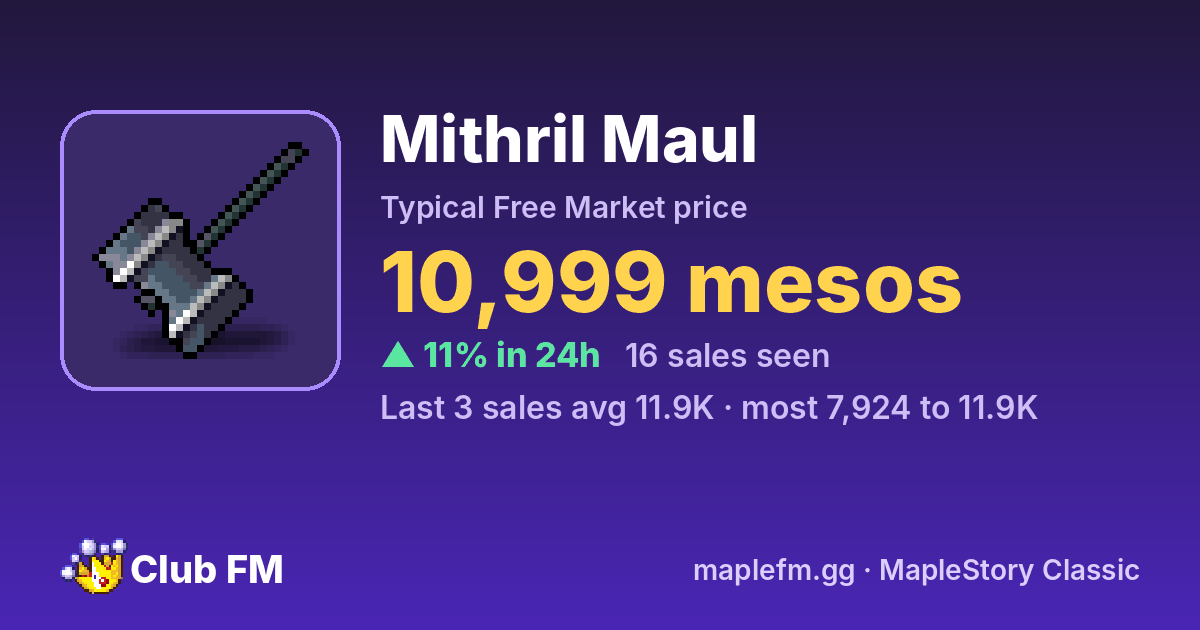 Mithril Maul
Typical Free Market price
10,999 mesos
▲ 11% in 24h 16 sales seen
Last 3 sales avg 11.9K · most 7,924 to 11.9K
Club FM
maplefm.gg · MapleStory Classic